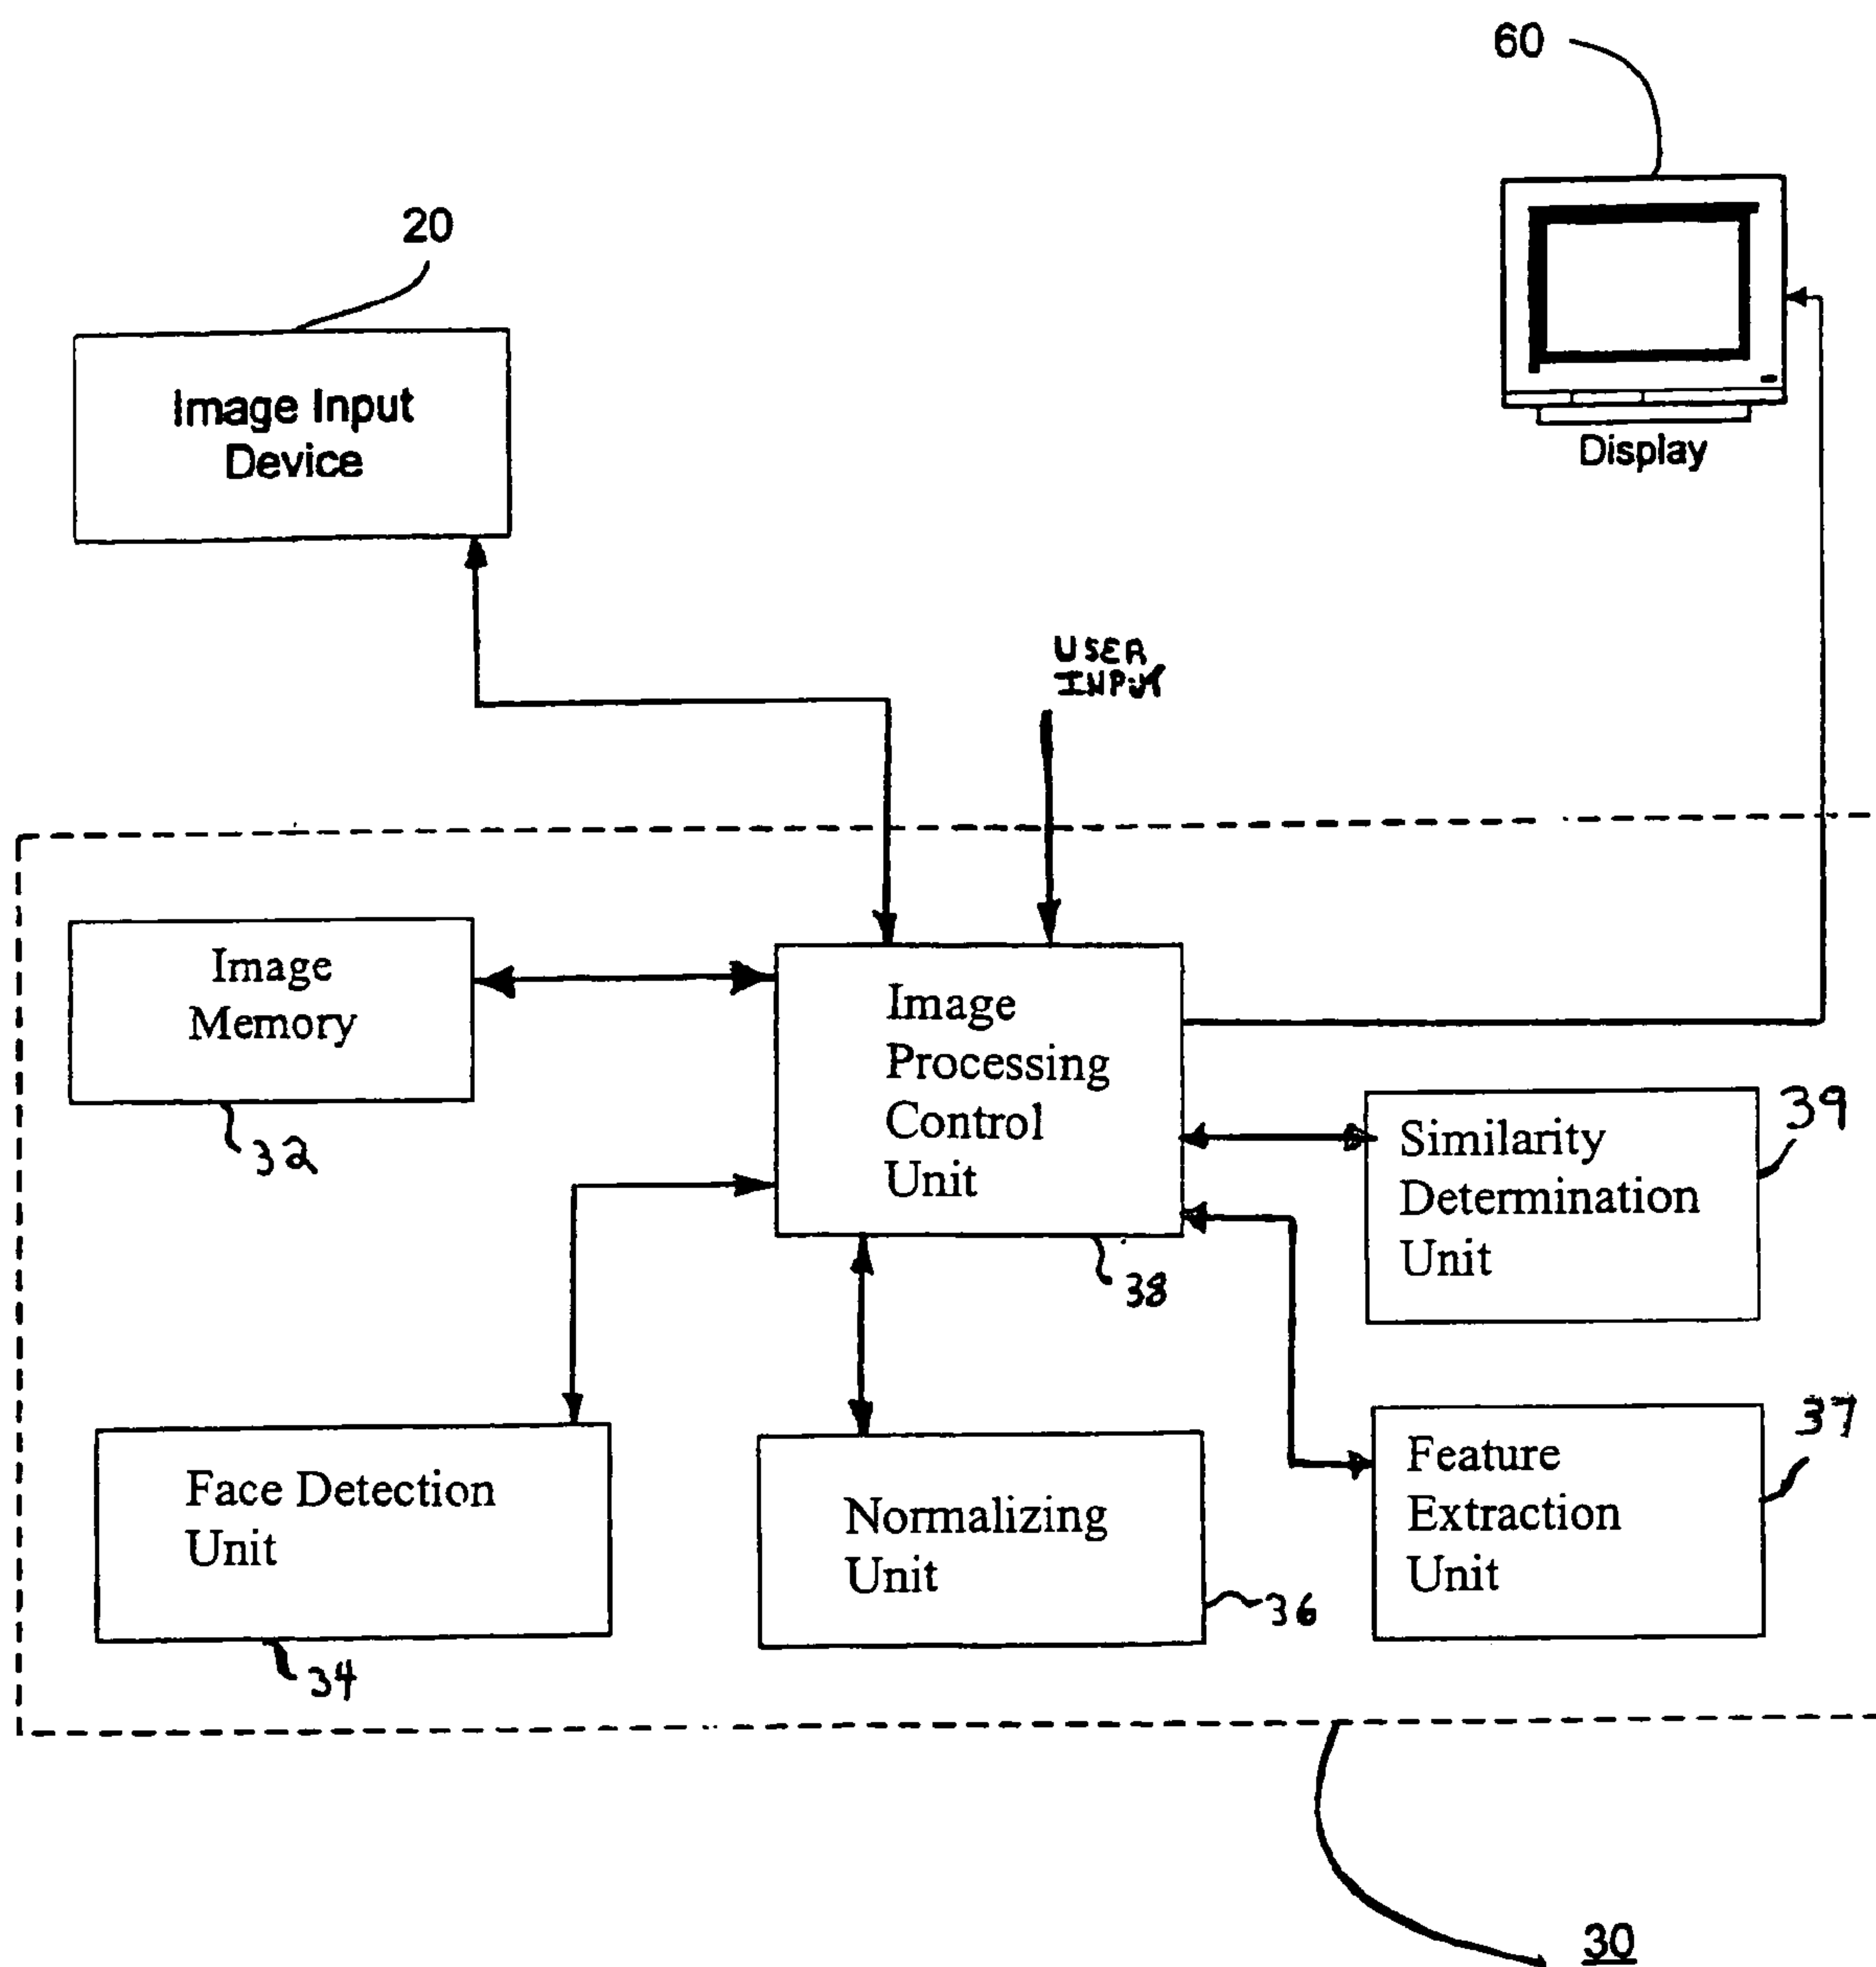 60
20
Image Input
Device
Display
USER
INPUT
Image
Memory
32
Image
Processing
Control
Unit
38
Similarity
Determination
Unit
39
Face Detection
Unit
34
Normalizing
Unit
36
Feature
Extraction
Unit
37
30